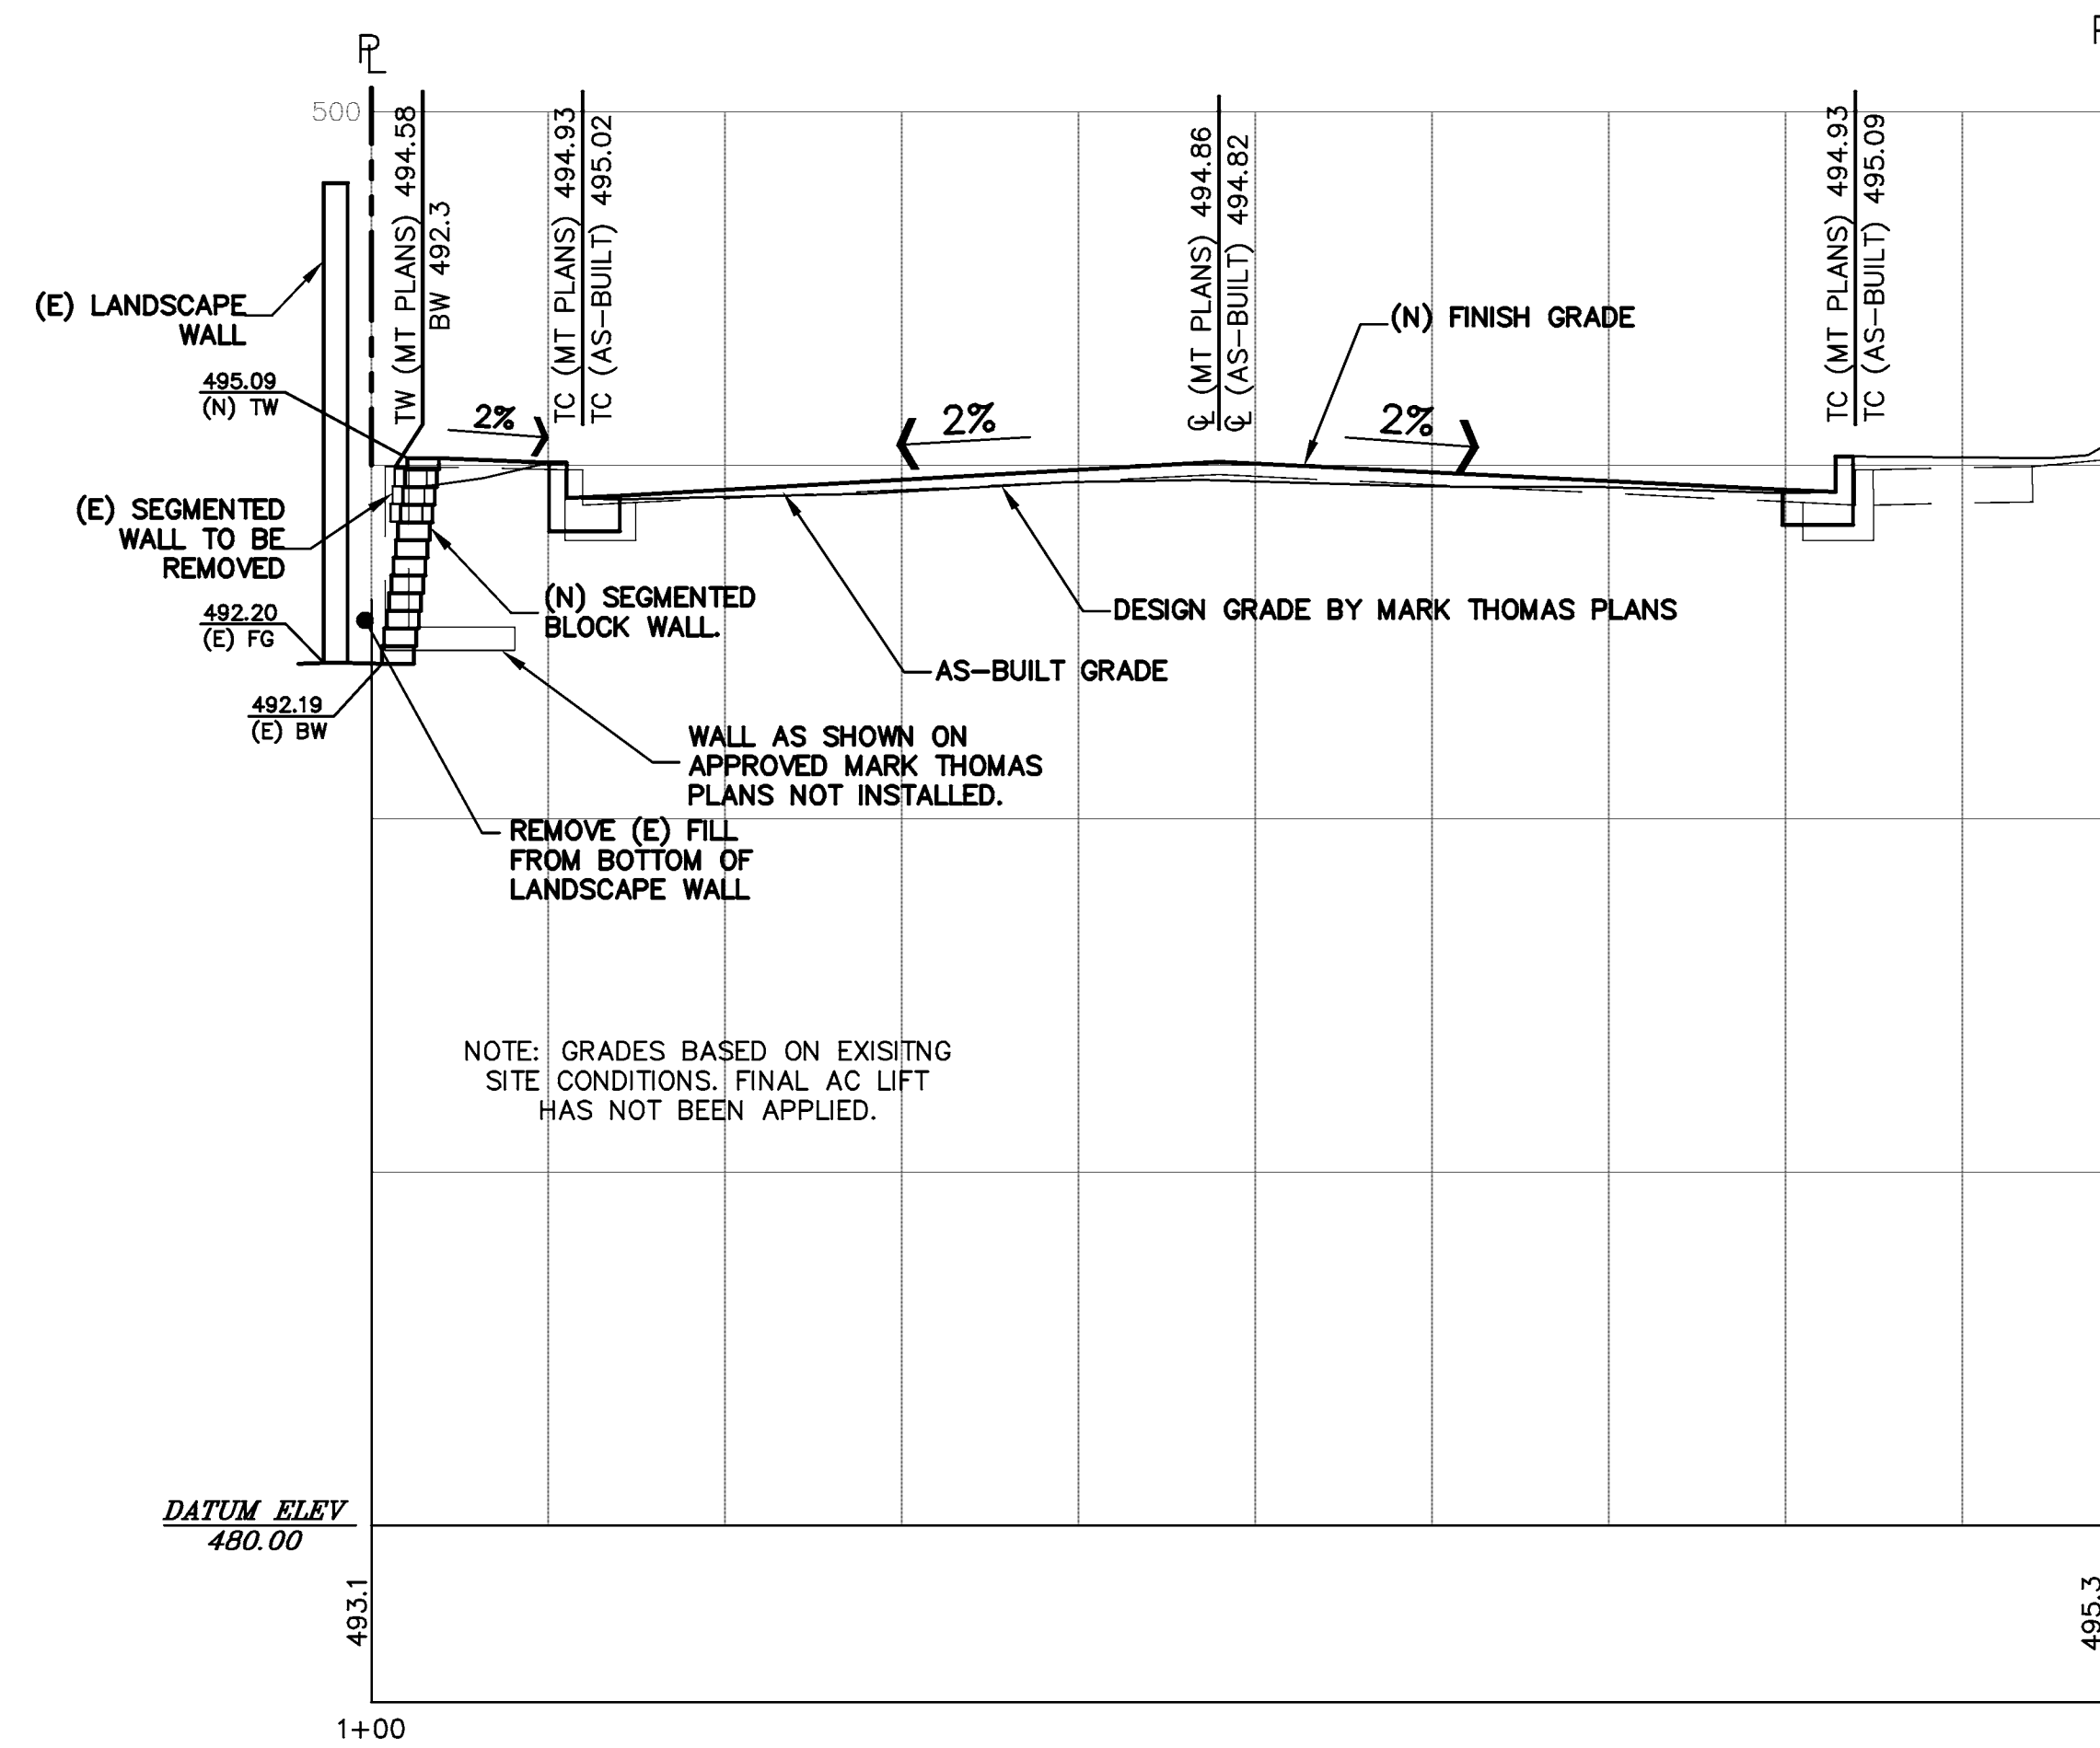 PL
P
500
TW (MT PLANS) 494.58
BW 492.3
TC (MT PLANS) 494.93
TC (AS-BUILT) 495.02
CL (MT PLANS) 494.86
CL (AS-BUILT) 494.82
TC (MT PLANS) 494.93
TC (AS-BUILT) 495.09
(E) LANDSCAPE
WALL
(N) FINISH GRADE
495.09
(N) TW
2%
2%
2%
(E) SEGMENTED
WALL TO BE
REMOVED
(N) SEGMENTED
BLOCK WALL.
492.20
(E) FG
DESIGN GRADE BY MARK THOMAS PLANS
AS-BUILT GRADE
492.19
(E) BW
WALL AS SHOWN ON
APPROVED MARK THOMAS
PLANS NOT INSTALLED.
REMOVE (E) FILL
FROM BOTTOM OF
LANDSCAPE WALL
NOTE: GRADES BASED ON EXISITNG
SITE CONDITIONS. FINAL AC LIFT
HAS NOT BEEN APPLIED.
DATUM ELEV
480.00
493.1
495.3
1+00